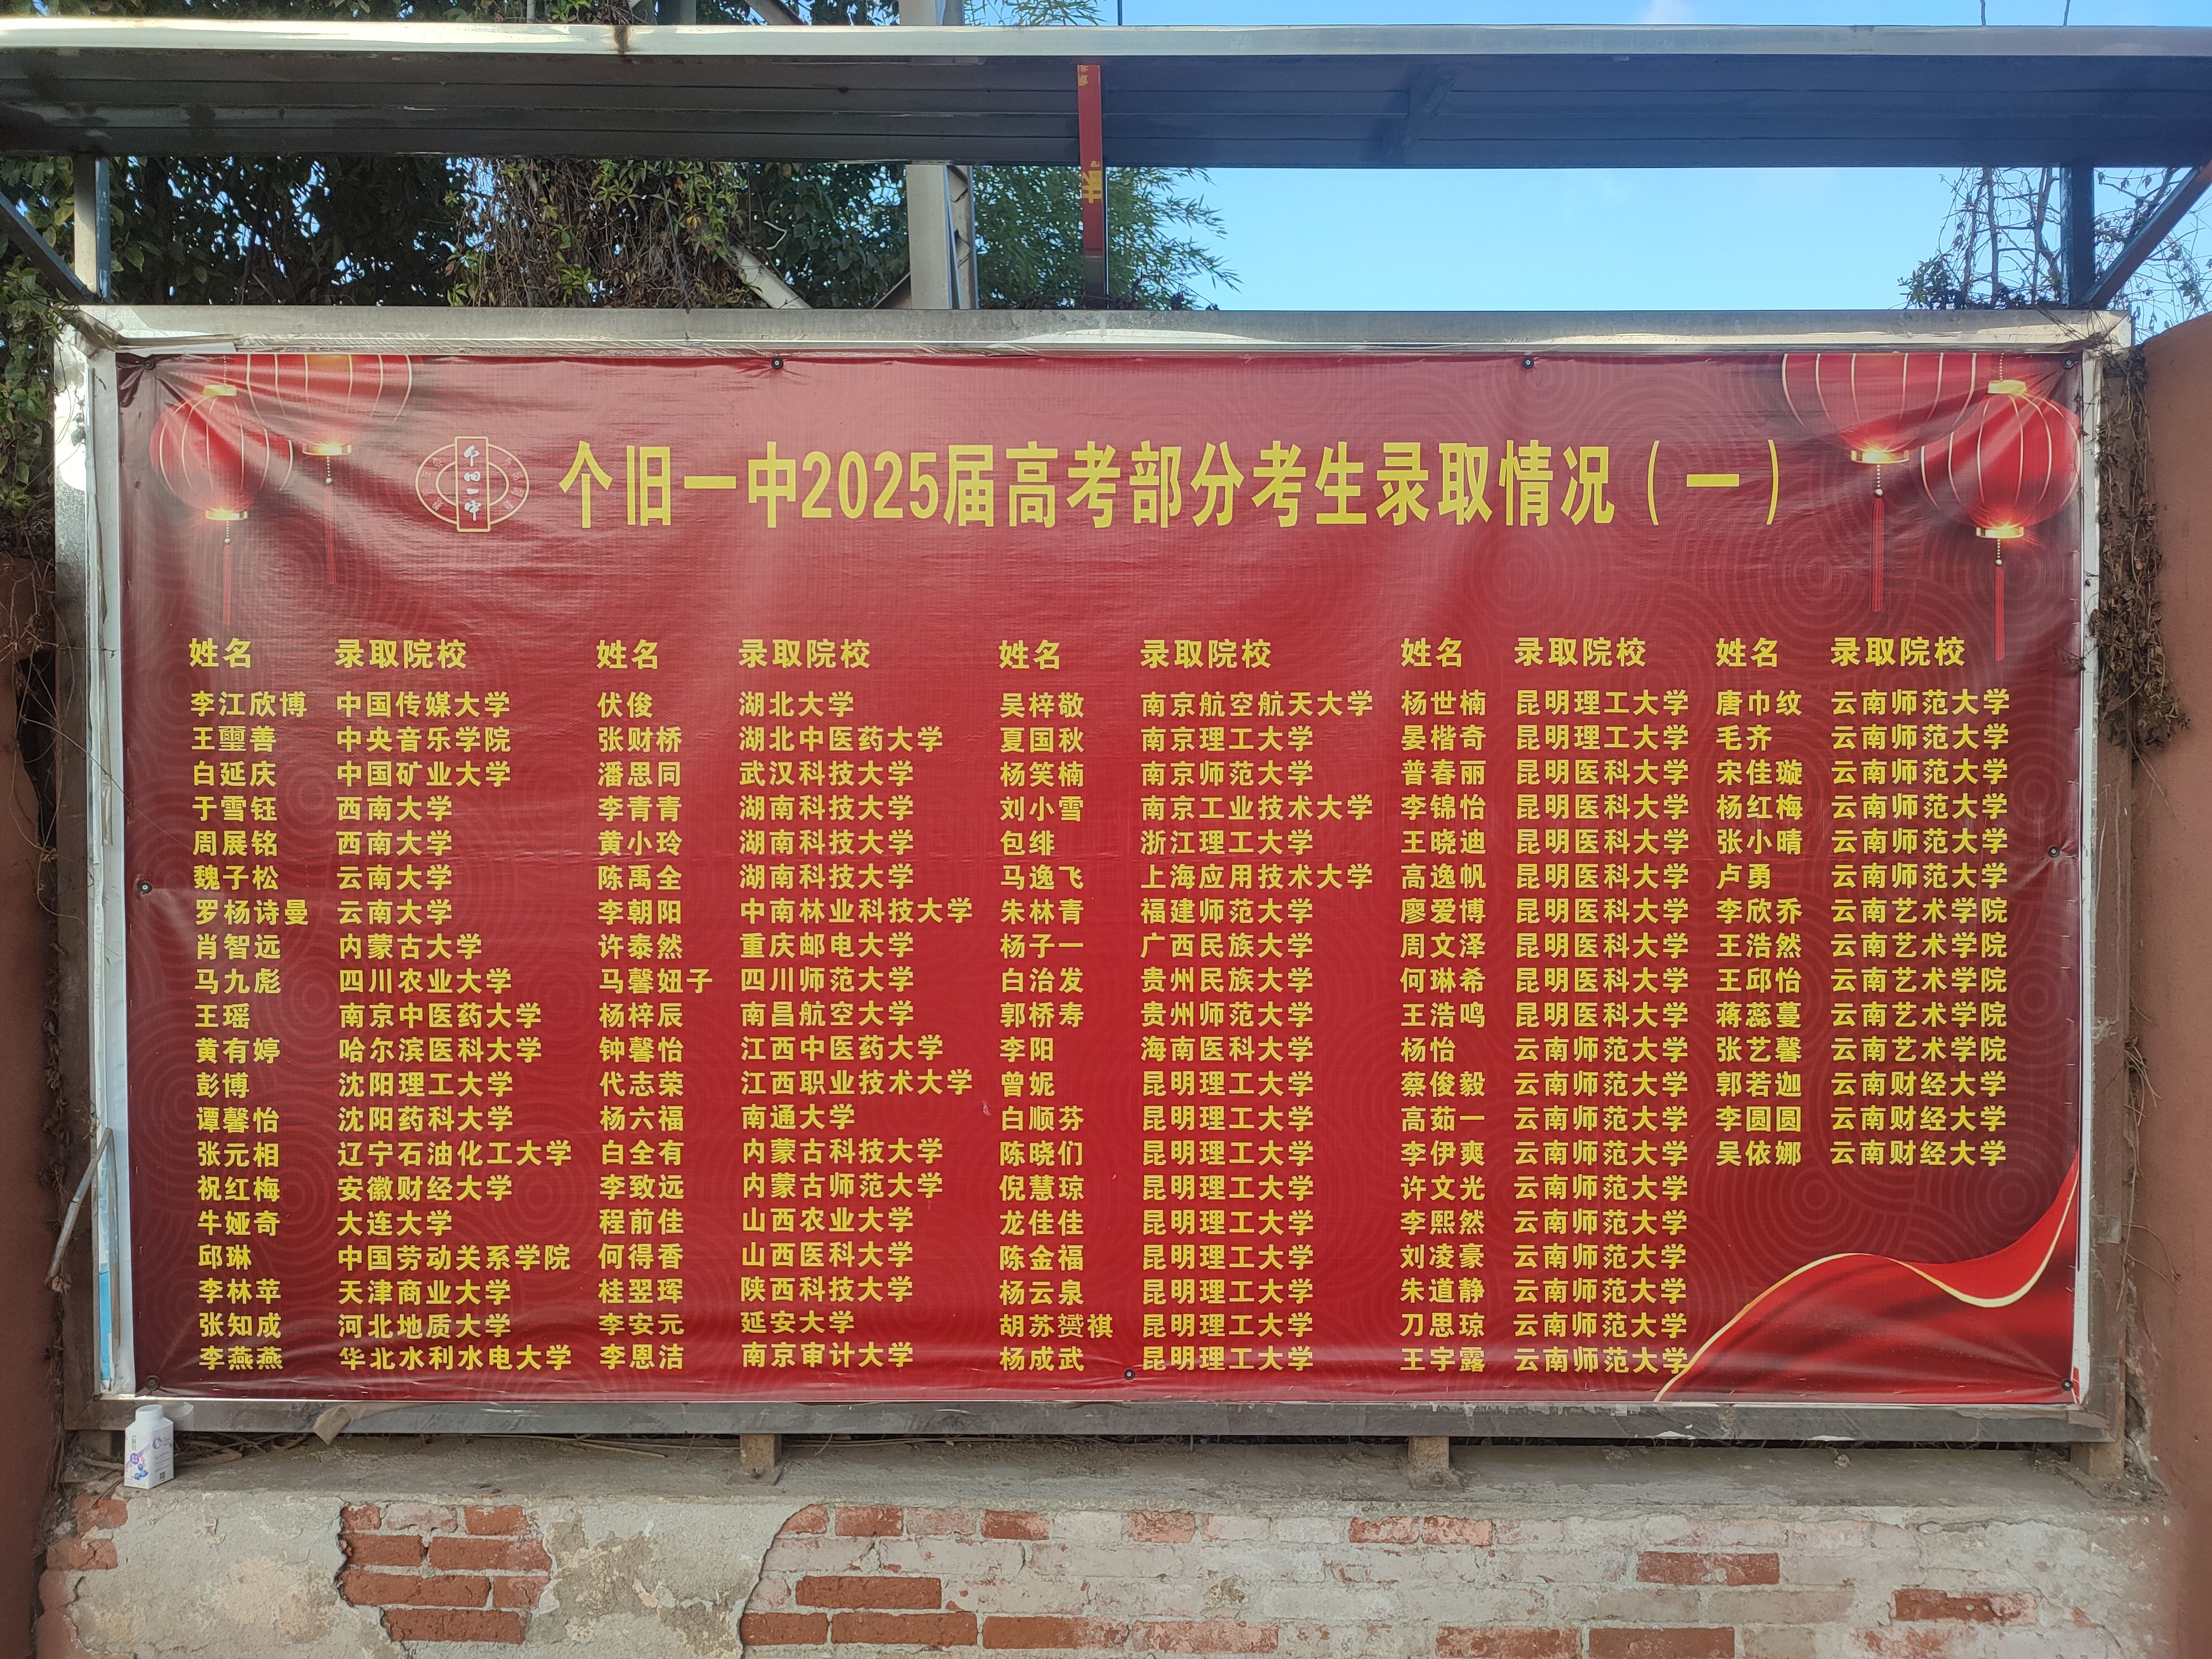 个旧一中
个旧一中2025届高考部分考生录取情况（一）
姓名 录取院校 姓名 录取院校 姓名 录取院校 姓名 录取院校 姓名 录取院校
李江欣博 中国传媒大学 伏俊 湖北大学 吴梓敬 南京航空航天大学 杨世楠 昆明理工大学 唐巾纹 云南师范大学
王璽善 中央音乐学院 张财桥 湖北中医药大学 夏国秋 南京理工大学 晏楷奇 昆明理工大学 毛齐 云南师范大学
白延庆 中国矿业大学 潘思同 武汉科技大学 杨笑楠 南京师范大学 普春丽 昆明医科大学 宋佳璇 云南师范大学
于雪钰 西南大学 李青青 湖南科技大学 刘小雪 南京工业技术大学 李锦怡 昆明医科大学 杨红梅 云南师范大学
周展铭 西南大学 黄小玲 湖南科技大学 包绯 浙江理工大学 王晓迪 昆明医科大学 张小晴 云南师范大学
魏子松 云南大学 陈禹全 湖南科技大学 马逸飞 上海应用技术大学 高逸帆 昆明医科大学 卢勇 云南师范大学
罗杨诗曼 云南大学 李朝阳 中南林业科技大学 朱林青 福建师范大学 廖爱博 昆明医科大学 李欣乔 云南艺术学院
肖智远 内蒙古大学 许泰然 重庆邮电大学 杨子一 广西民族大学 周文泽 昆明医科大学 王浩然 云南艺术学院
马九彪 四川农业大学 马馨妞子 四川师范大学 白治发 贵州民族大学 何琳希 昆明医科大学 王邱怡 云南艺术学院
王瑶 南京中医药大学 杨梓辰 南昌航空大学 郭桥寿 贵州师范大学 王浩鸣 昆明医科大学 蒋蕊蔓 云南艺术学院
黄有婷 哈尔滨医科大学 钟馨怡 江西中医药大学 李阳 海南医科大学 杨怡 云南师范大学 张艺馨 云南艺术学院
彭博 沈阳理工大学 代志荣 江西职业技术大学 曾妮 昆明理工大学 蔡俊毅 云南师范大学 郭若迦 云南财经大学
谭馨怡 沈阳药科大学 杨六福 南通大学 白顺芬 昆明理工大学 高茹一 云南师范大学 李圆圆 云南财经大学
张元相 辽宁石油化工大学 白全有 内蒙古科技大学 陈晓们 昆明理工大学 李伊爽 云南师范大学 吴依娜 云南财经大学
祝红梅 安徽财经大学 李致远 内蒙古师范大学 倪慧琼 昆明理工大学 许文光 云南师范大学
牛娅奇 大连大学 程前佳 山西农业大学 龙佳佳 昆明理工大学 李熙然 云南师范大学
邱琳 中国劳动关系学院 何得香 山西医科大学 陈金福 昆明理工大学 刘凌豪 云南师范大学
李林苹 天津商业大学 桂翌珲 陕西科技大学 杨云泉 昆明理工大学 朱道静 云南师范大学
张知成 河北地质大学 李安元 延安大学 胡苏赟祺 昆明理工大学 刀思琼 云南师范大学
李燕燕 华北水利水电大学 李恩洁 南京审计大学 杨成武 昆明理工大学 王宇露 云南师范大学